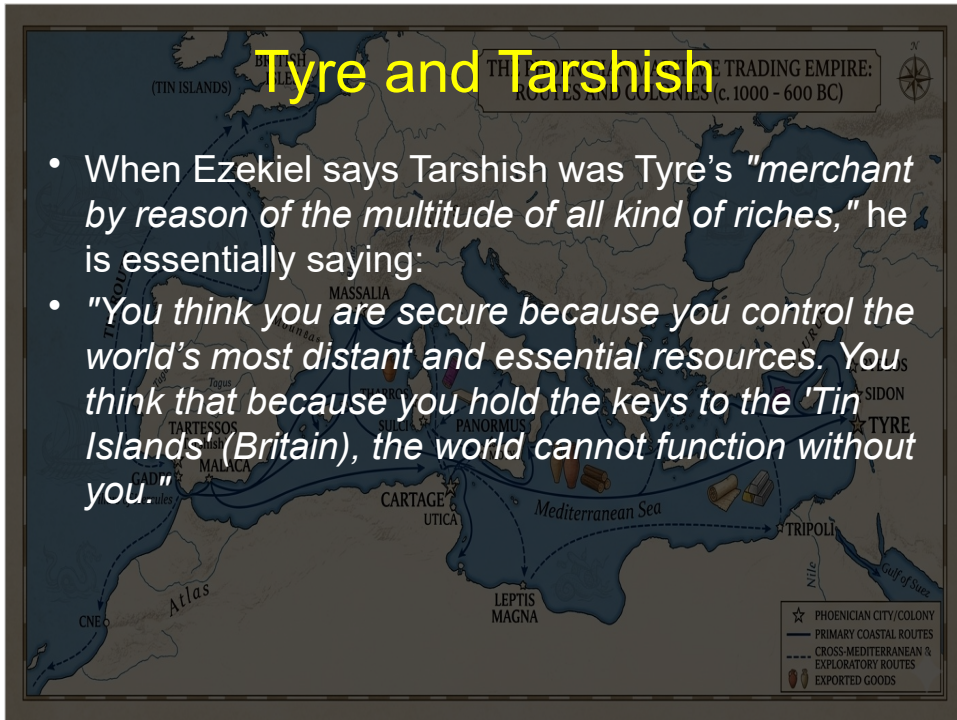 Tyre and Tarshish
• When Ezekiel says Tarshish was Tyre’s "merchant
by reason of the multitude of all kind of riches," he
is essentially saying:
• "You think you are secure because you control the
world’s most distant and essential resources. You
think that because you hold the keys to the 'Tin
Islands' (Britain), the world cannot function without
you."
(TIN ISLANDS)
TRADING EMPIRE:
ROUTES AND COLONIES (c. 1000 - 600 BC)
N
MASSALIA
Tagus
TARTESSOS
MALACA
PANORMUS
SIDON
TYRE
CARTAGE
UTICA
Mediterranean Sea
TRIPOLI
Atlas
CNE
LEPTIS
MAGNA
Nile
Gulf of Suez
PHOENICIAN CITY/COLONY
PRIMARY COASTAL ROUTES
CROSS-MEDITERRANEAN &
EXPLORATORY ROUTES
EXPORTED GOODS